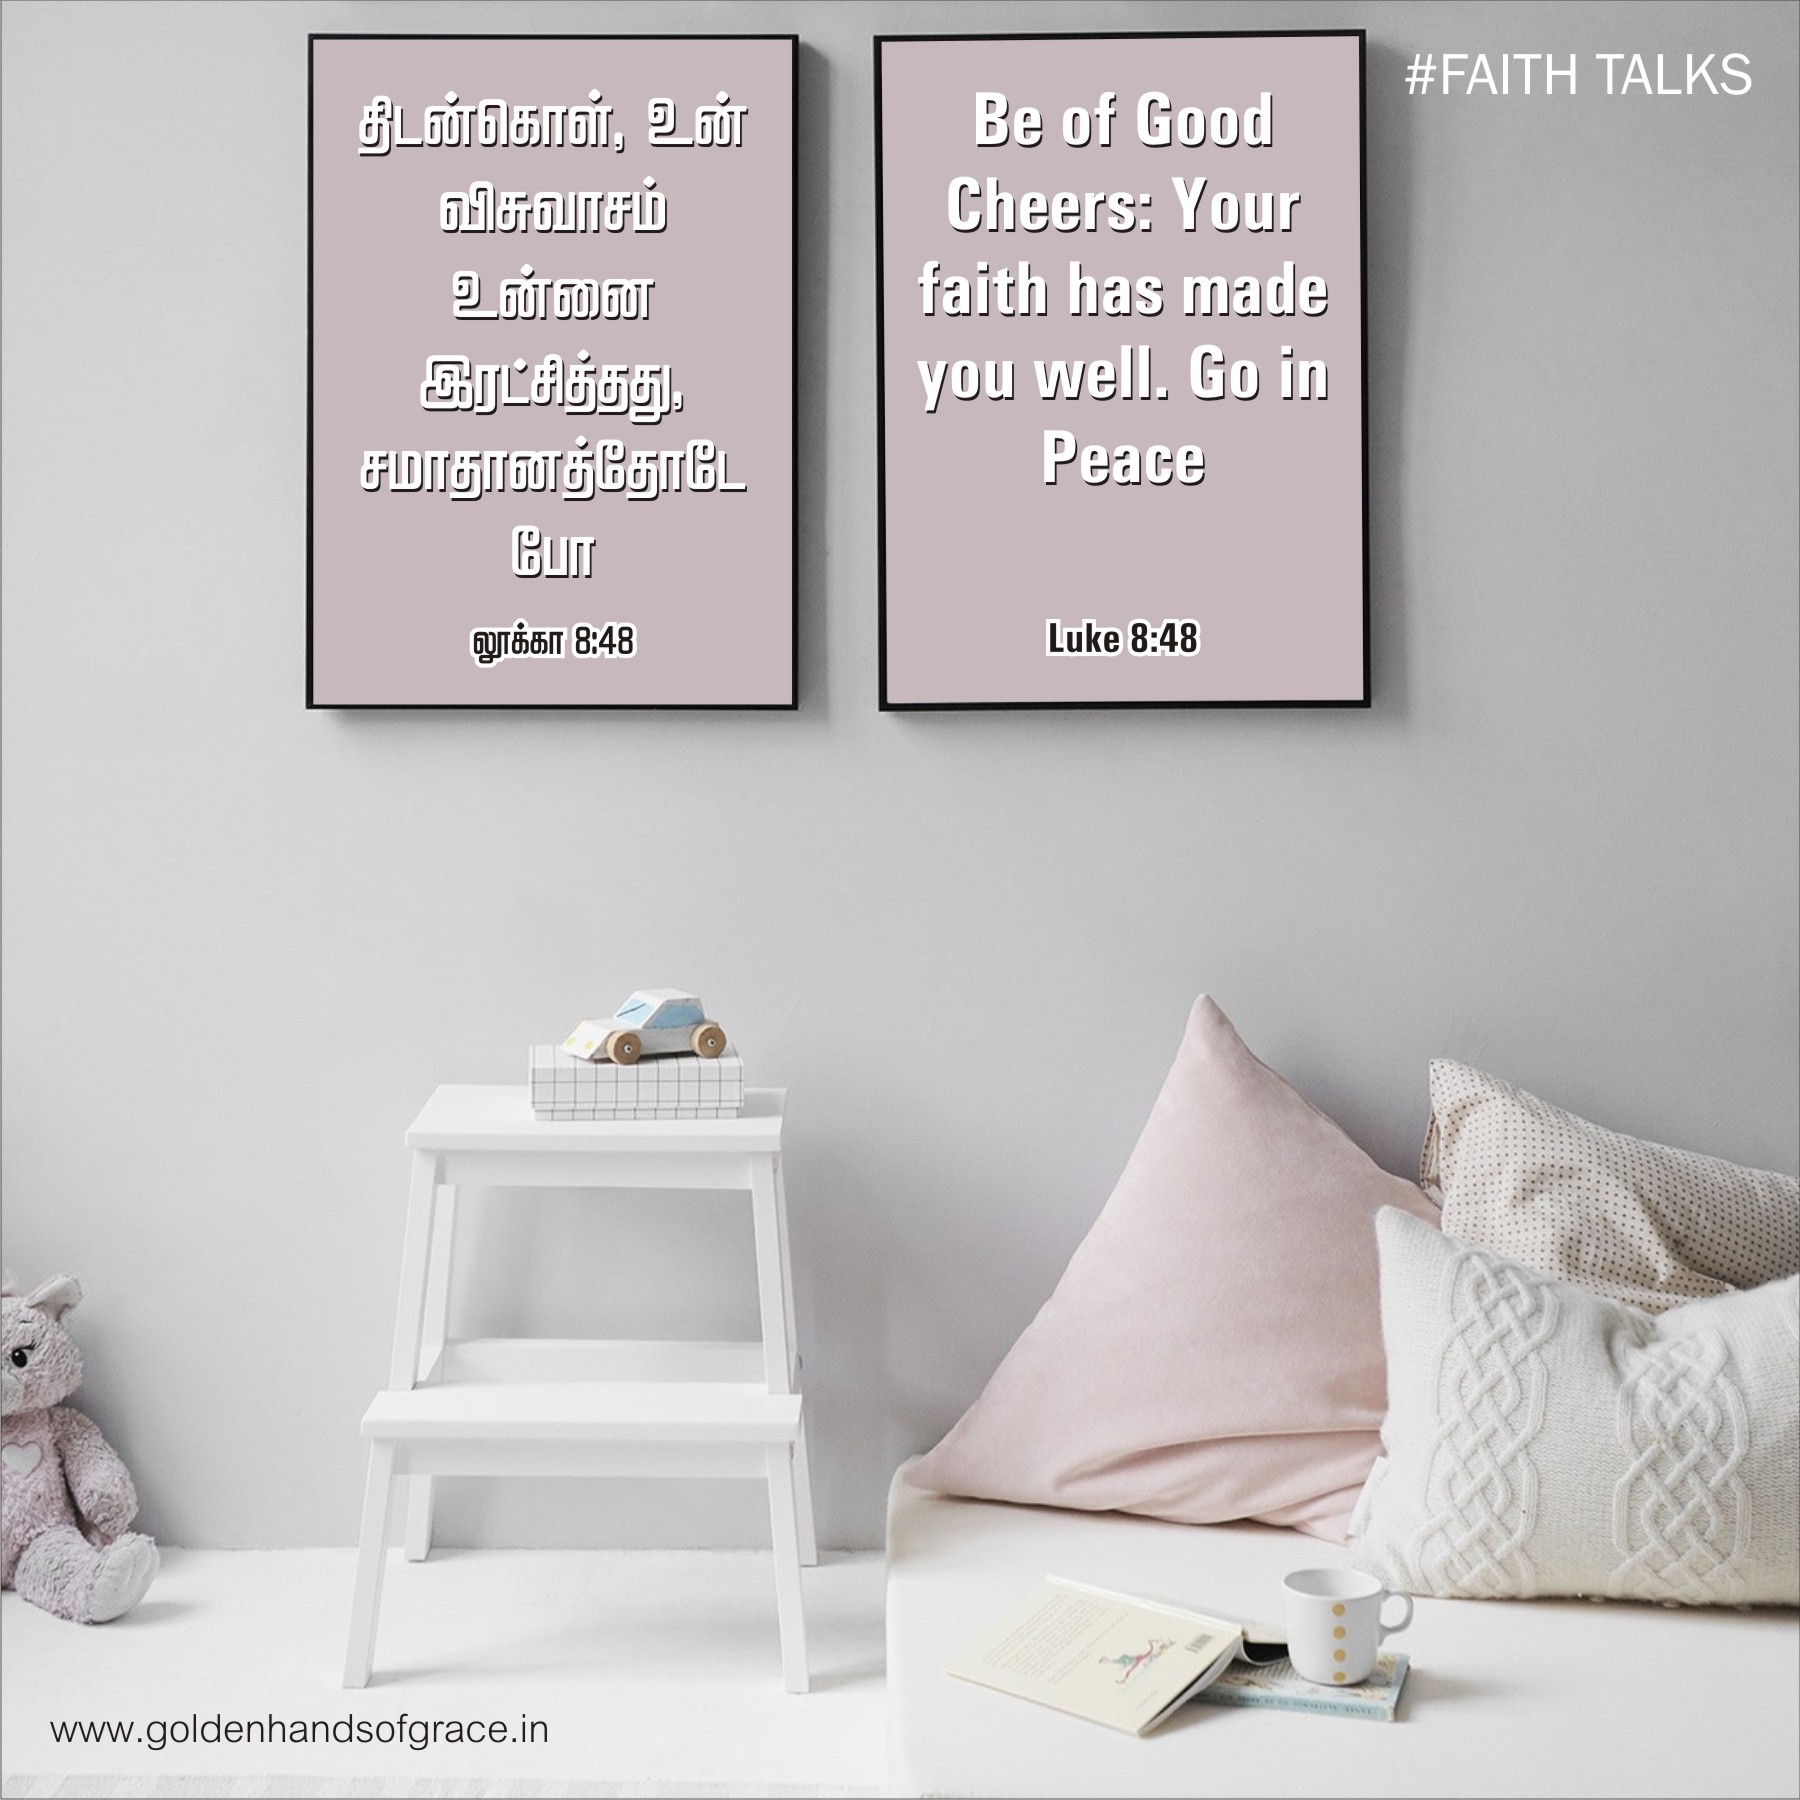 #FAITH TALKS
திடன்கொள், உன்
விசுவாசம்
உன்னை
இரட்சித்தது,
சமாதானத்தோடே
போ
லூக்கா 8:48
Be of Good
Cheers: Your
faith has made
you well. Go in
Peace
Luke 8:48
www.goldenhandsofgrace.in